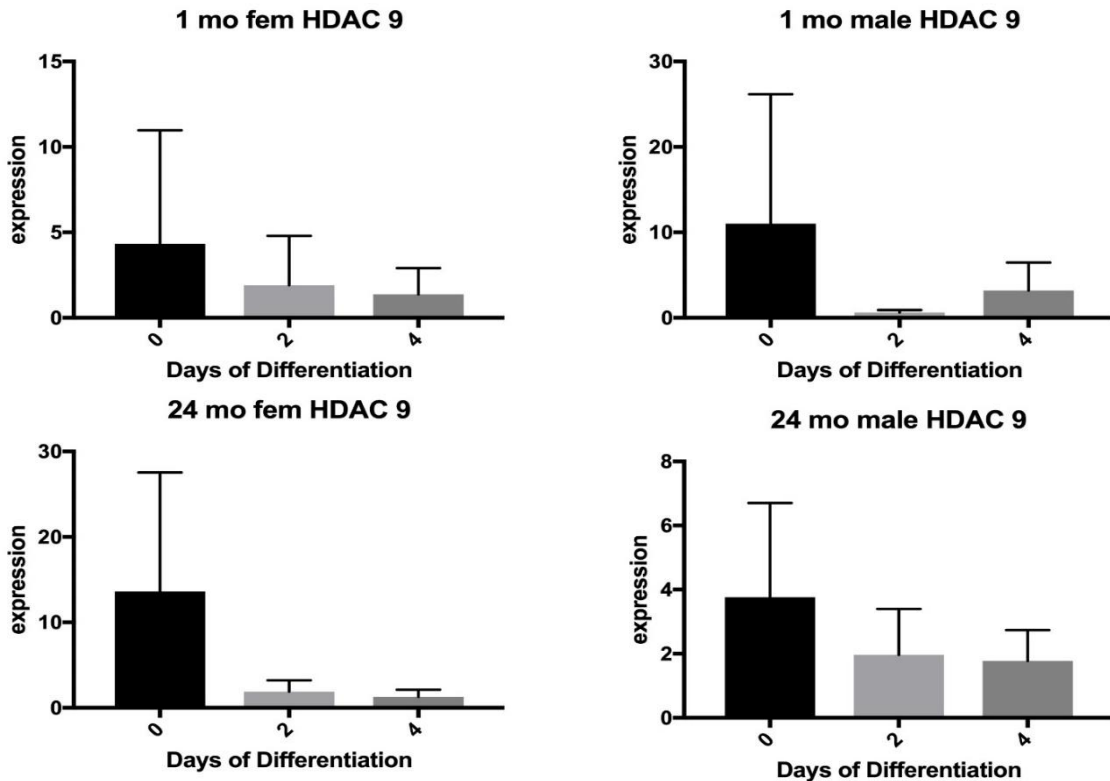 1 mo fem HDAC 9
15
10
5
0
expression
0
2
4
Days of Differentiation
1 mo male HDAC 9
30
20
10
0
expression
0
2
4
Days of Differentiation
24 mo fem HDAC 9
30
20
10
0
expression
0
2
4
Days of Differentiation
24 mo male HDAC 9
8
6
4
2
0
expression
0
2
4
Days of Differentiation